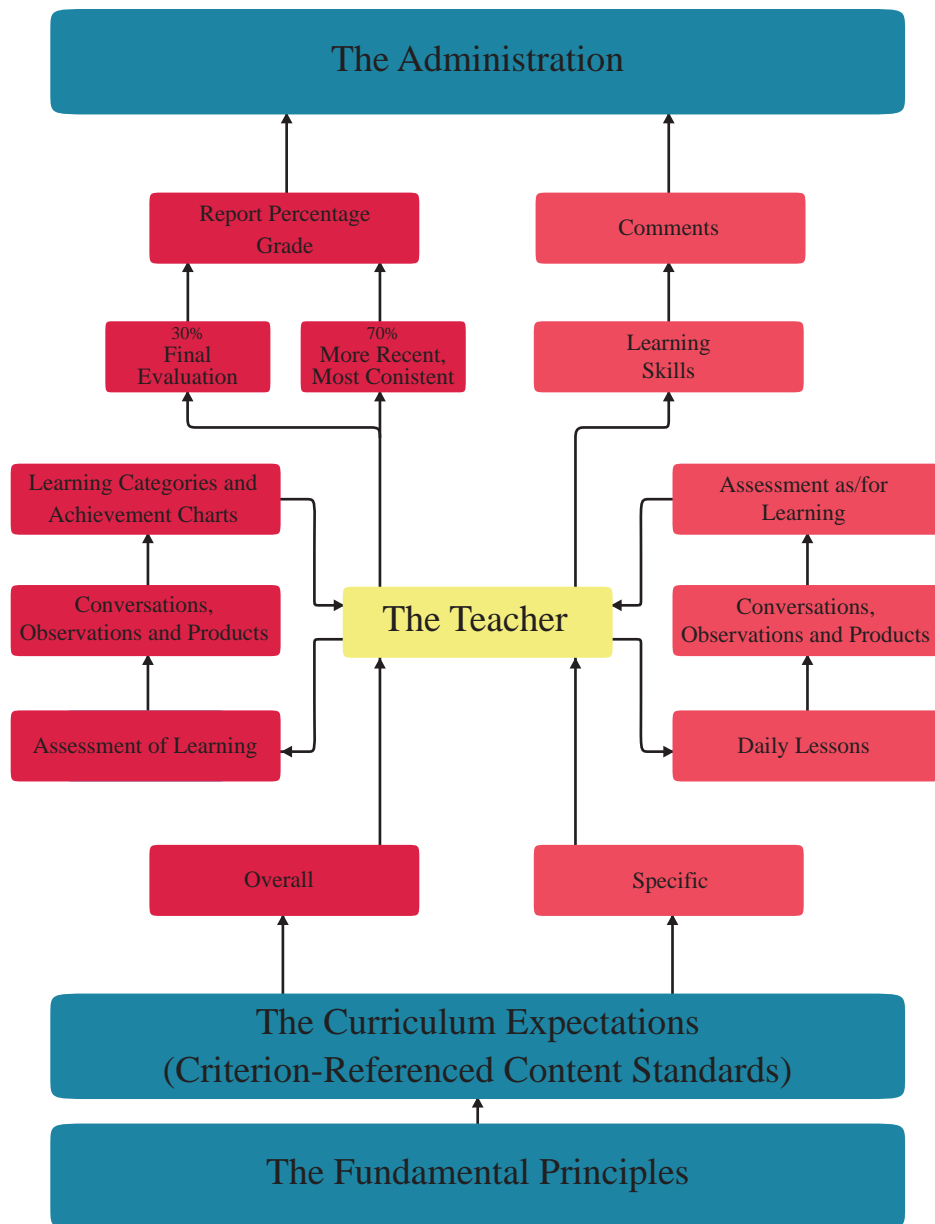 The Administration
Report Percentage
Grade
Comments
30%
Final
Evaluation
70%
More Recent,
Most Conistent
Learning
Skills
Learning Categories and
Achievement Charts
Assessment as/for
Learning
Conversations,
Observations and Products
The Teacher
Conversations,
Observations and Products
Assessment of Learning
Daily Lessons
Overall
Specific
The Curriculum Expectations
(Criterion-Referenced Content Standards)
The Fundamental Principles